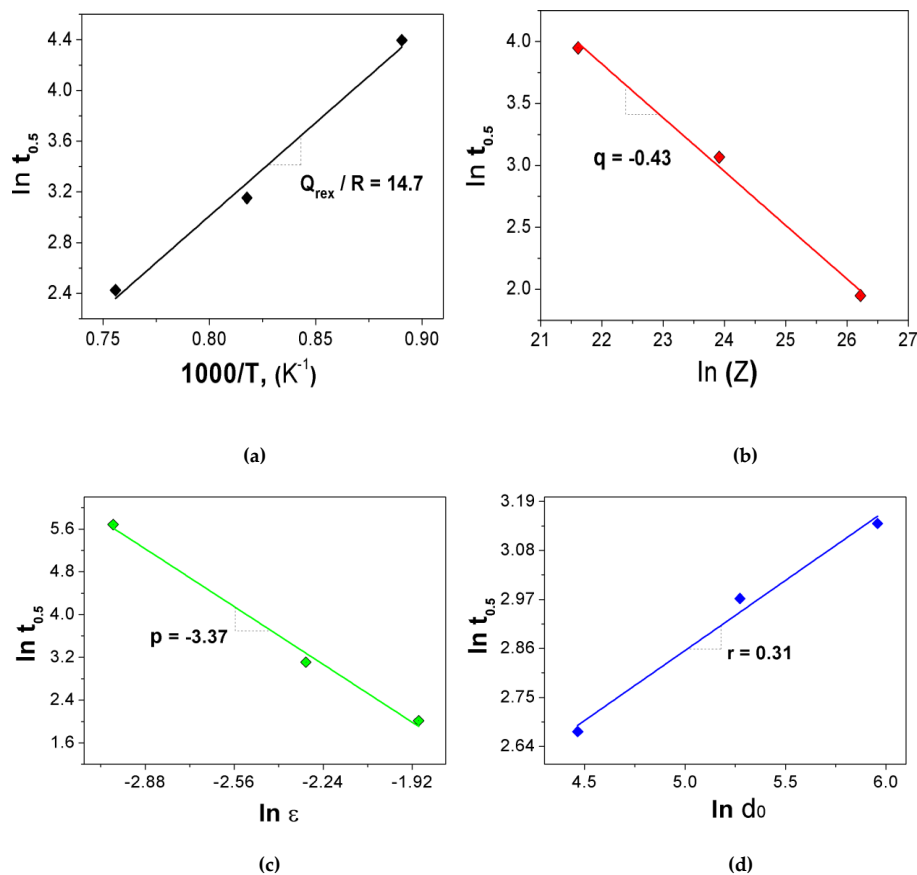 4.4
4.0
3.6
3.2
2.8
2.4
ln t0.5
Qrex / R = 14.7
0.75
0.80
0.85
0.90
1000/T, (K-1)
(a)
4.0
3.5
3.0
2.5
2.0
ln t0.5
q = -0.43
21
22
23
24
25
26
27
ln (Z)
(b)
5.6
4.8
4.0
3.2
2.4
1.6
ln t0.5
p = -3.37
-2.88
-2.56
-2.24
-1.92
ln ε
(c)
3.19
3.08
2.97
2.86
2.75
2.64
ln t0.5
r = 0.31
4.5
5.0
5.5
6.0
ln d0
(d)